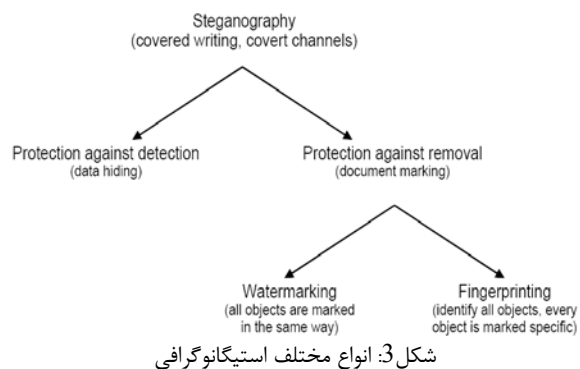 Steganography
(covered writing, covert channels)
Protection against detection
(data hiding)
Protection against removal
(document marking)
Watermarking
(all objects are marked
in the same way)
Fingerprinting
(identify all objects, every
object is marked specific)
شکل3: انواع مختلف استیگانوگرافی